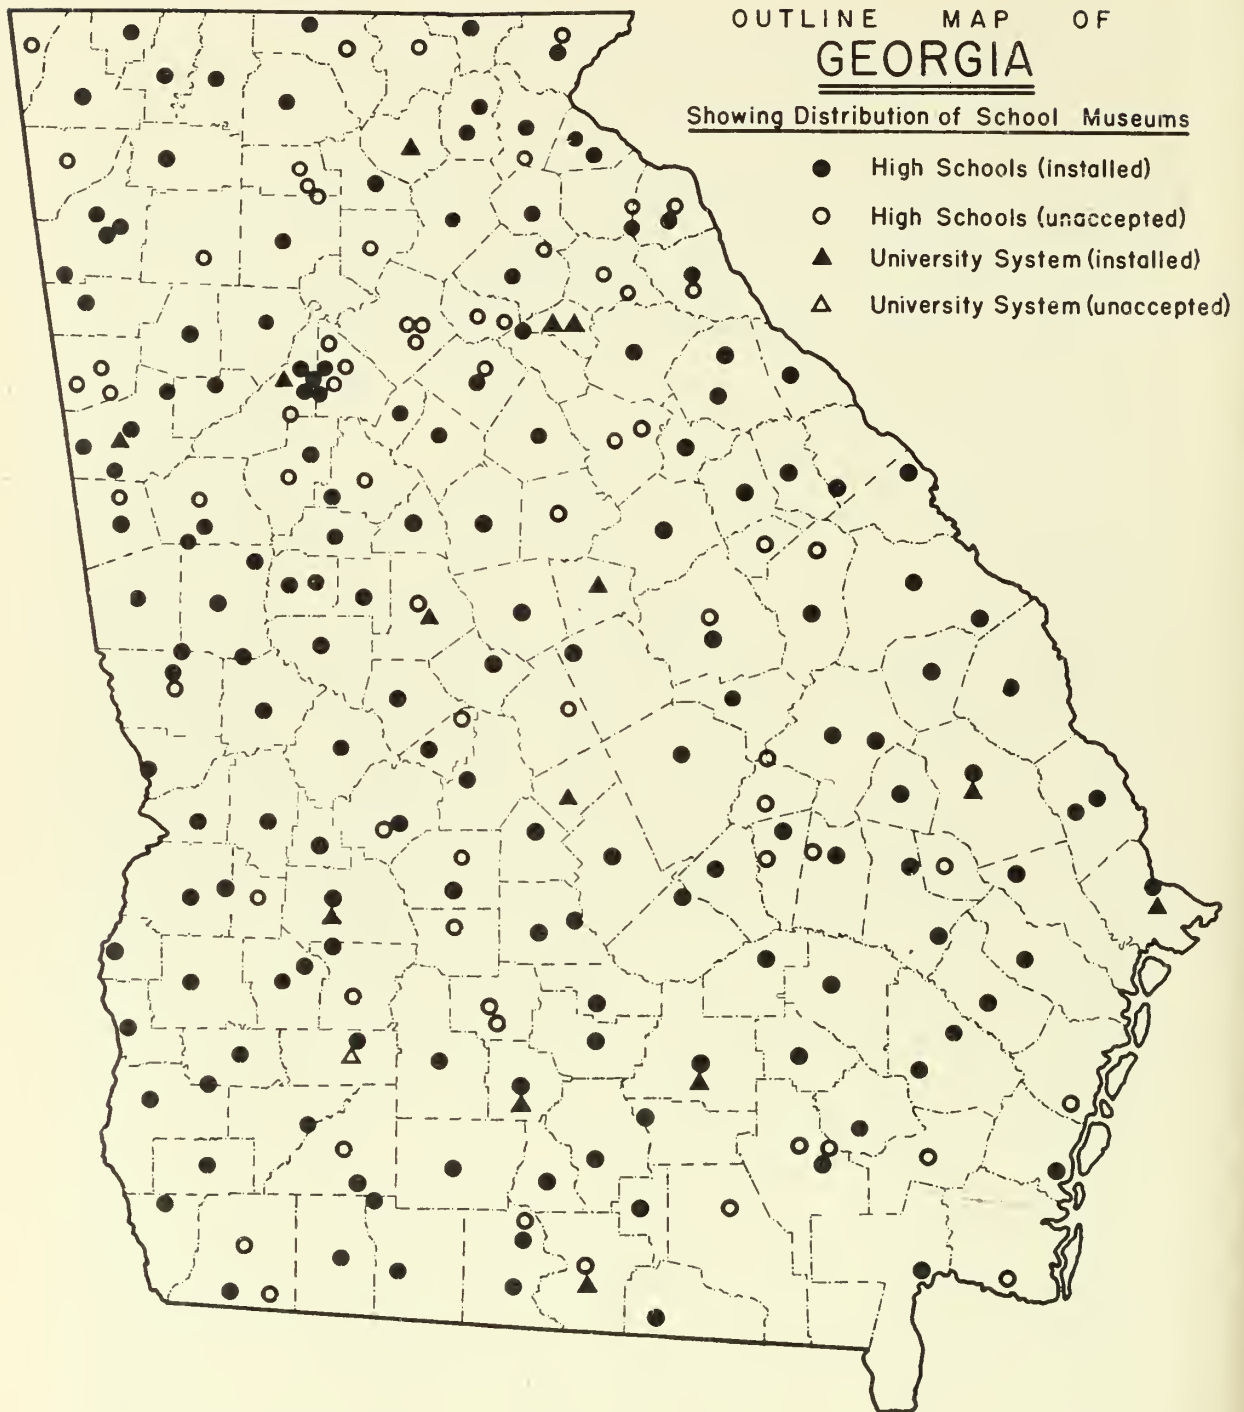 OUTLINE MAP OF
GEORGIA
Showing Distribution of School Museums
High Schools (installed)
High Schools (unaccepted)
University System (installed)
University System (unaccepted)